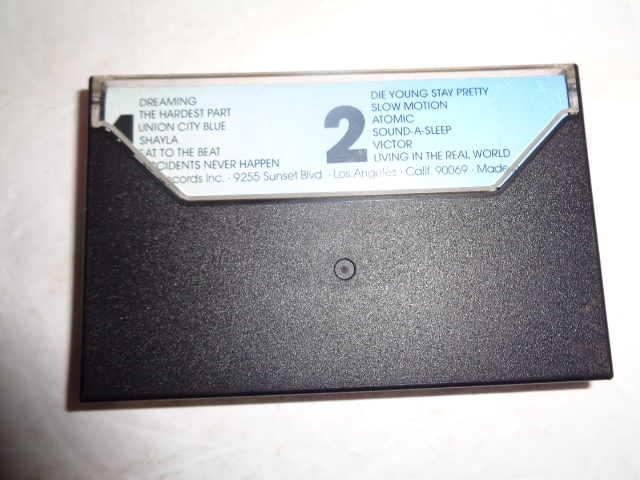 1
DREAMING
THE HARDEST PART
UNION CITY BLUE
SHAYLA
EAT TO THE BEAT
ACCIDENTS NEVER HAPPEN
2
DIE YOUNG STAY PRETTY
SLOW MOTION
ATOMIC
SOUND-A-SLEEP
VICTOR
LIVING IN THE REAL WORLD
Records Inc. · 9255 Sunset Blvd. · Los Angeles · Calif. 90069 · Made